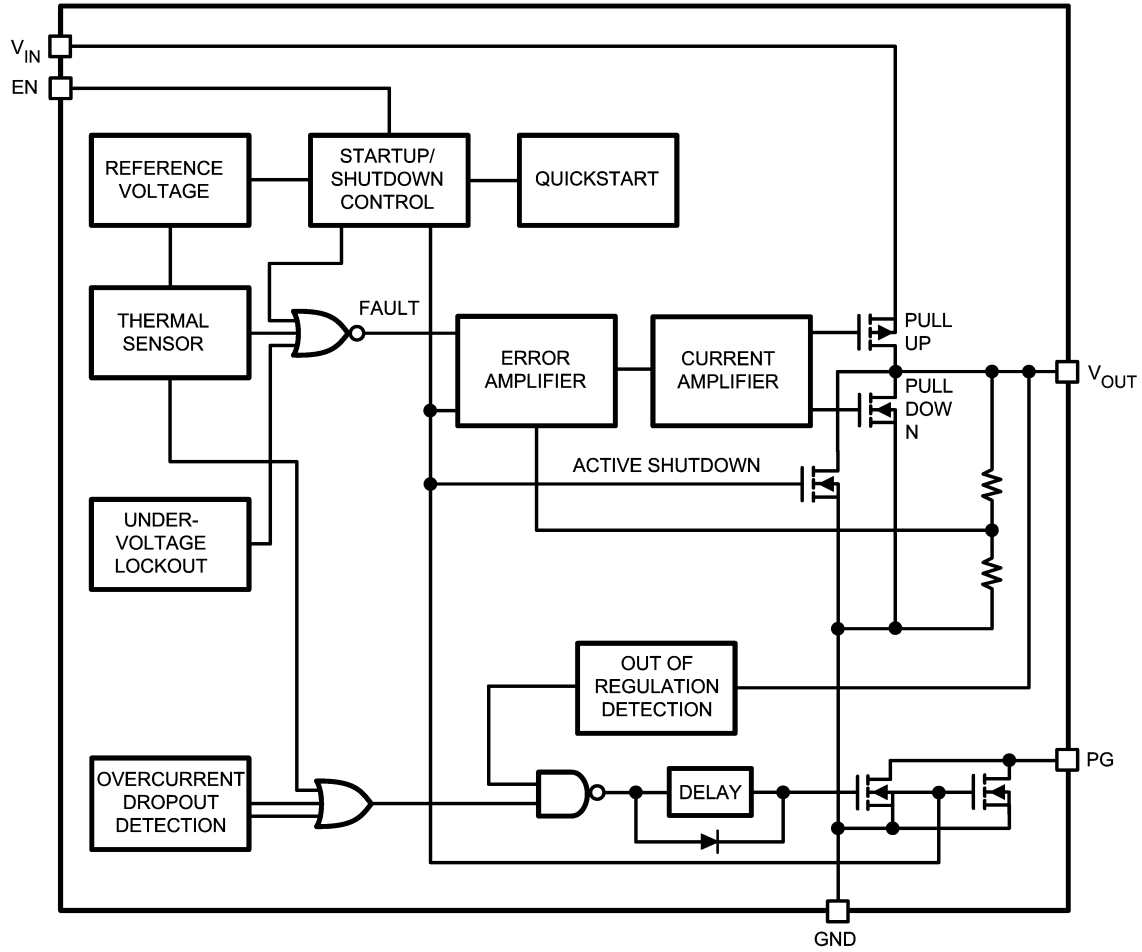 VIN
EN
REFERENCE
VOLTAGE
STARTUP/
SHUTDOWN
CONTROL
QUICKSTART
THERMAL
SENSOR
FAULT
ERROR
AMPLIFIER
CURRENT
AMPLIFIER
PULL
UP
VOUT
PULL
DOW
N
ACTIVE SHUTDOWN
UNDER-
VOLTAGE
LOCKOUT
OUT OF
REGULATION
DETECTION
OVERCURRENT
DROPOUT
DETECTION
DELAY
PG
GND